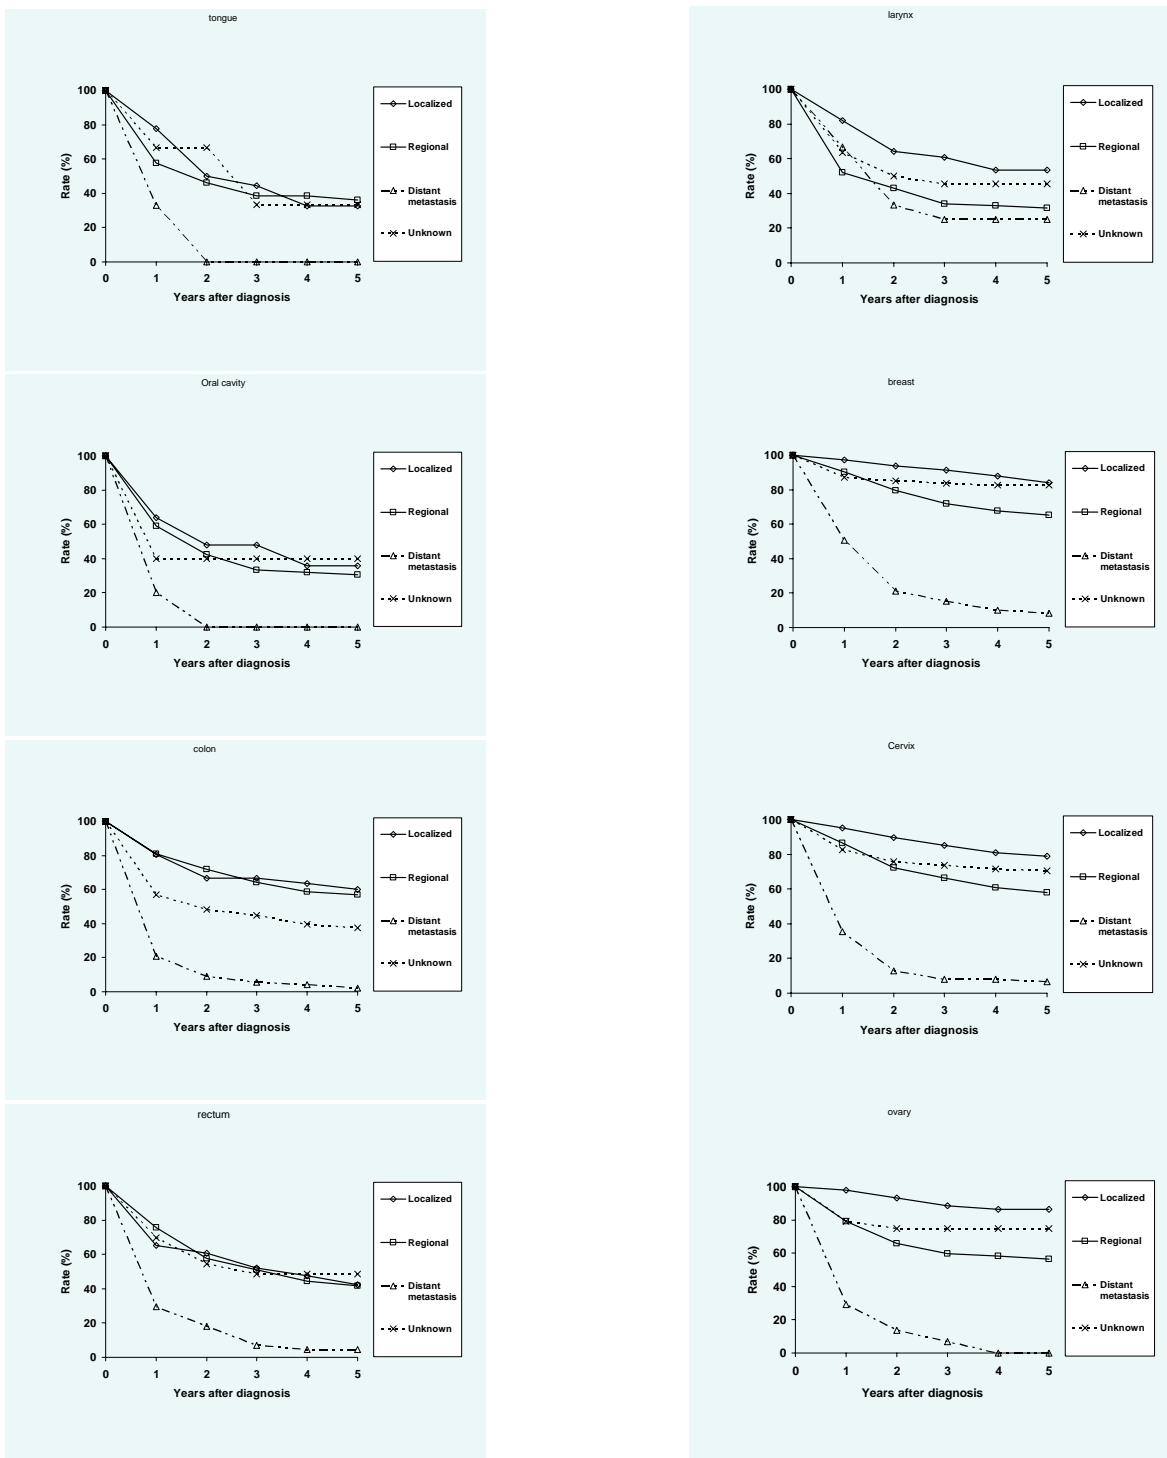 tongue
100
80
60
40
20
0
Rate (%)
0 1 2 3 4 5
Years after diagnosis
Localized
Regional
Distant
metastasis
Unknown
larynx
100
80
60
40
20
0
Rate (%)
0 1 2 3 4 5
Years after diagnosis
Localized
Regional
Distant
metastasis
Unknown
Oral cavity
100
80
60
40
20
0
Rate (%)
0 1 2 3 4 5
Years after diagnosis
Localized
Regional
Distant
metastasis
Unknown
breast
100
80
60
40
20
0
Rate (%)
0 1 2 3 4 5
Years after diagnosis
Localized
Regional
Distant
metastasis
Unknown
colon
100
80
60
40
20
0
Rate (%)
0 1 2 3 4 5
Years after diagnosis
Localized
Regional
Distant
metastasis
Unknown
Cervix
100
80
60
40
20
0
Rate (%)
0 1 2 3 4 5
Years after diagnosis
Localized
Regional
Distant
metastasis
Unknown
rectum
100
80
60
40
20
0
Rate (%)
0 1 2 3 4 5
Years after diagnosis
Localized
Regional
Distant
metastasis
Unknown
ovary
100
80
60
40
20
0
Rate (%)
0 1 2 3 4 5
Years after diagnosis
Localized
Regional
Distant
metastasis
Unknown